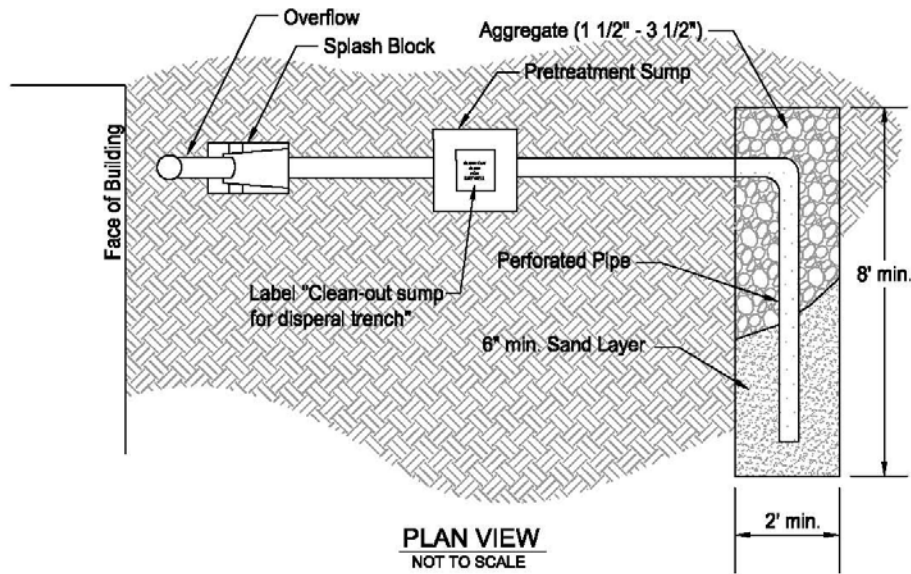 Overflow
Splash Block
Aggregate (1 1/2" - 3 1/2")
Pretreatment Sump
Face of Building
Perforated Pipe
8' min.
Label "Clean-out sump
for disperal trench"
6" min. Sand Layer
2' min.
PLAN VIEW
NOT TO SCALE